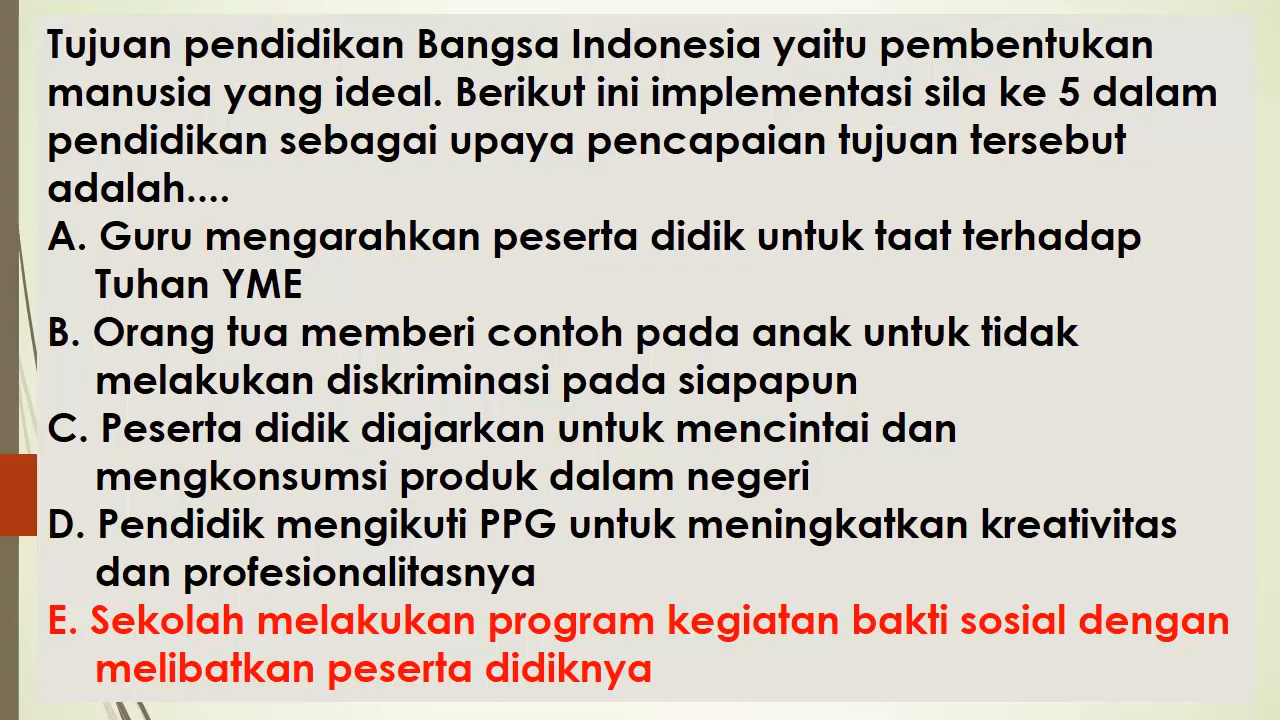 Tujuan pendidikan Bangsa Indonesia yaitu pembentukan
manusia yang ideal. Berikut ini implementasi sila ke 5 dalam
pendidikan sebagai upaya pencapaian tujuan tersebut
adalah....
A. Guru mengarahkan peserta didik untuk taat terhadap
Tuhan YME
B. Orang tua memberi contoh pada anak untuk tidak
melakukan diskriminasi pada siapapun
C. Peserta didik diajarkan untuk mencintai dan
mengkonsumsi produk dalam negeri
D. Pendidik mengikuti PPG untuk meningkatkan kreativitas
dan profesionalitasnya
E. Sekolah melakukan program kegiatan bakti sosial dengan
melibatkan peserta didiknya